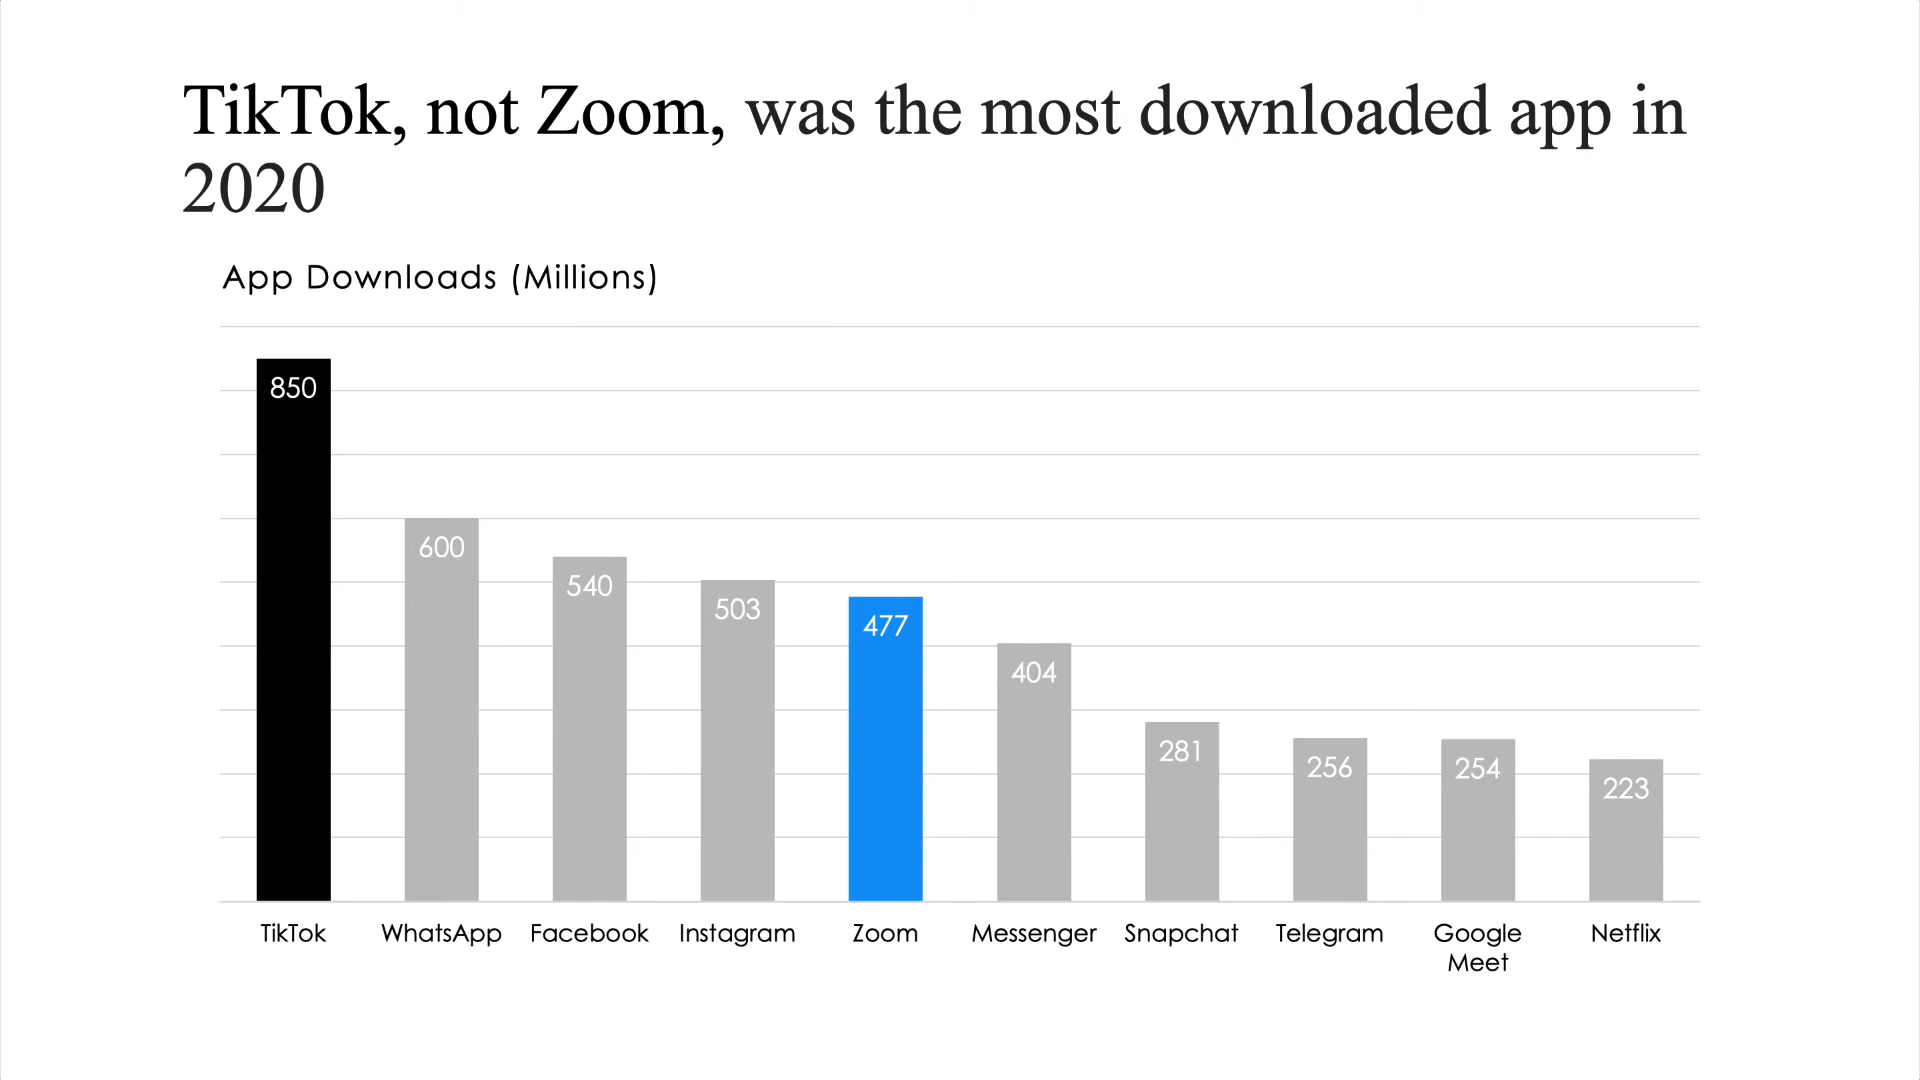 TikTok, not Zoom, was the most downloaded app in
2020
App Downloads (Millions)
850
600
540
503
477
404
281
256
254
223
TikTok
WhatsApp
Facebook
Instagram
Zoom
Messenger
Snapchat
Telegram
Google
Meet
Netflix